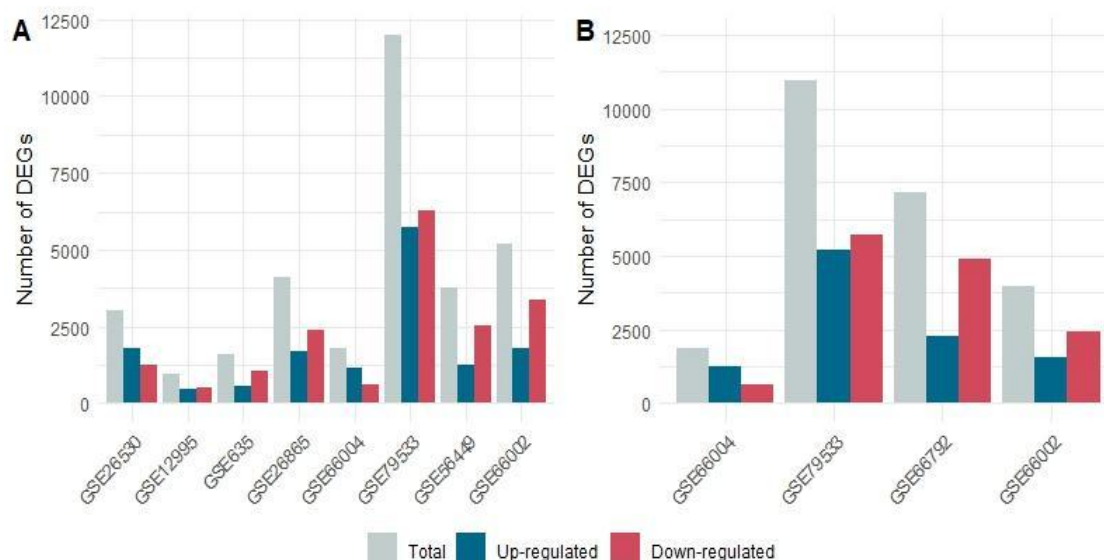 A
Number of DEGs
12500
10000
7500
5000
2500
0
GSE26530
GSE12995
GSE635
GSE26865
GSE66004
GSE79533
GSE56449
GSE66002
B
Number of DEGs
12500
10000
7500
5000
2500
0
GSE66004
GSE79533
GSE66792
GSE66002
Total Up-regulated Down-regulated